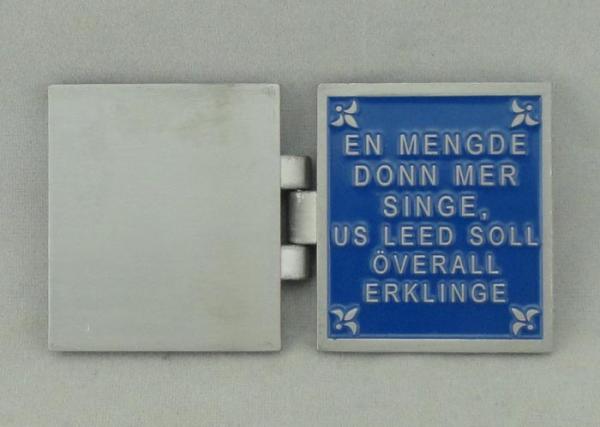 EN MENGDE
DONN MER
SINGE,
US LEED SOLL
ÖVERALL
ERKLINGE